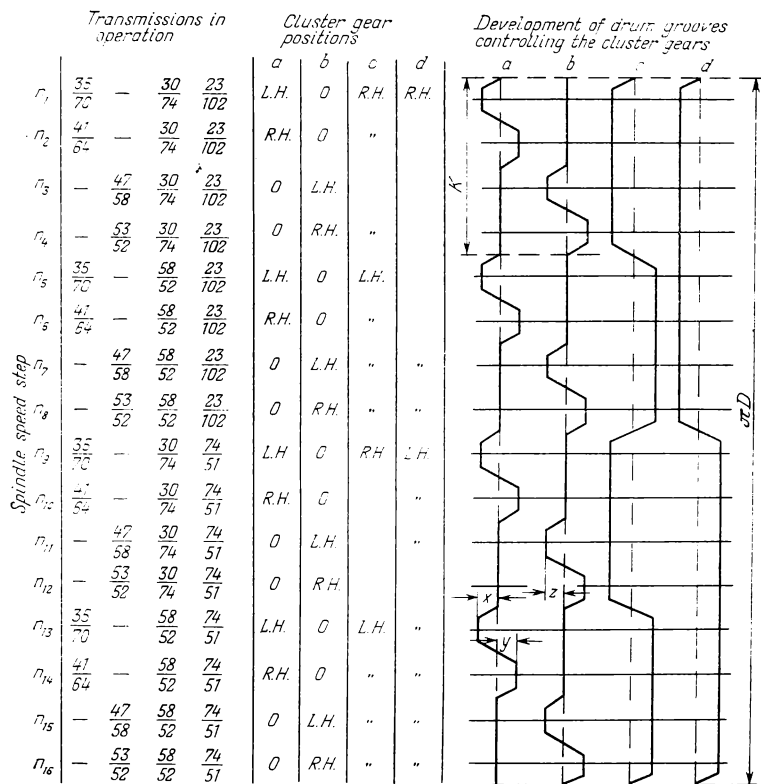 Transmissions in operation
Cluster gear positions
Development of drum grooves controlling the cluster gears
a b c d
a b c d
Spindle speed step
n1 35/70 — 30/74 23/102 L.H. 0 R.H. R.H.
n2 41/64 — 30/74 23/102 R.H. 0 "
n3 — 47/58 30/74 23/102 0 L.H.
n4 — 53/52 30/74 23/102 0 R.H. "
n5 35/70 — 58/52 23/102 L.H. 0 L.H.
n6 41/64 — 58/52 23/102 R.H. 0 "
n7 — 47/58 58/52 23/102 0 L.H. " "
n8 — 53/52 58/52 23/102 0 R.H. " "
n9 35/70 — 30/74 74/51 L.H 0 R.H L.H.
n10 41/64 — 30/74 74/51 R.H. 0 "
n11 — 47/58 30/74 74/51 0 L.H. "
n12 — 53/52 30/74 74/51 0 R.H.
n13 35/70 — 58/52 74/51 L.H. 0 L.H. "
n14 41/64 — 58/52 74/51 R.H. 0 " "
n15 — 47/58 58/52 74/51 0 L.H. " "
n16 — 53/52 58/52 74/51 0 R.H. " "
K
πD
x
z
y